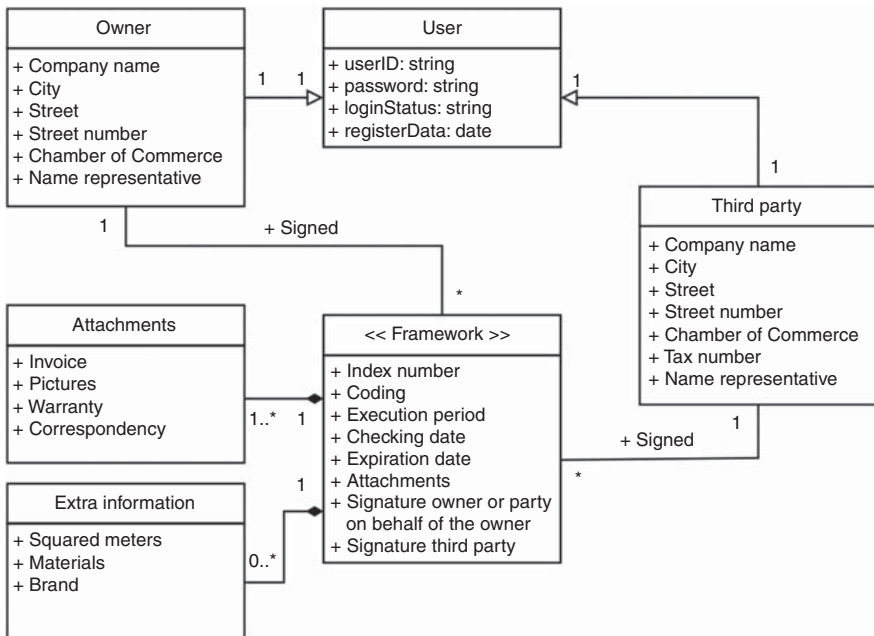 Owner
+ Company name
+ City
+ Street
+ Street number
+ Chamber of Commerce
+ Name representative
User
+ userID: string
+ password: string
+ loginStatus: string
+ registerData: date
1
1
1
1
Third party
+ Company name
+ City
+ Street
+ Street number
+ Chamber of Commerce
+ Tax number
+ Name representative
1
+ Signed
*
Attachments
+ Invoice
+ Pictures
+ Warranty
+ Correspondency
1..*
1
<< Framework >>
+ Index number
+ Coding
+ Execution period
+ Checking date
+ Expiration date
+ Attachments
+ Signature owner or party
on behalf of the owner
+ Signature third party
+ Signed
1
*
Extra information
+ Squared meters
+ Materials
+ Brand
1
0..*